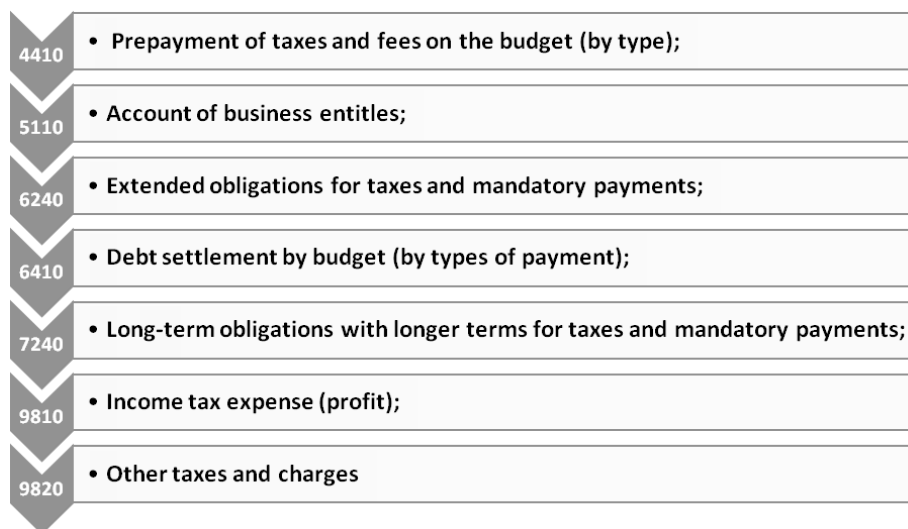 4410 • Prepayment of taxes and fees on the budget (by type);
5110 • Account of business entitles;
6240 • Extended obligations for taxes and mandatory payments;
6410 • Debt settlement by budget (by types of payment);
7240 • Long-term obligations with longer terms for taxes and mandatory payments;
9810 • Income tax expense (profit);
9820 • Other taxes and charges